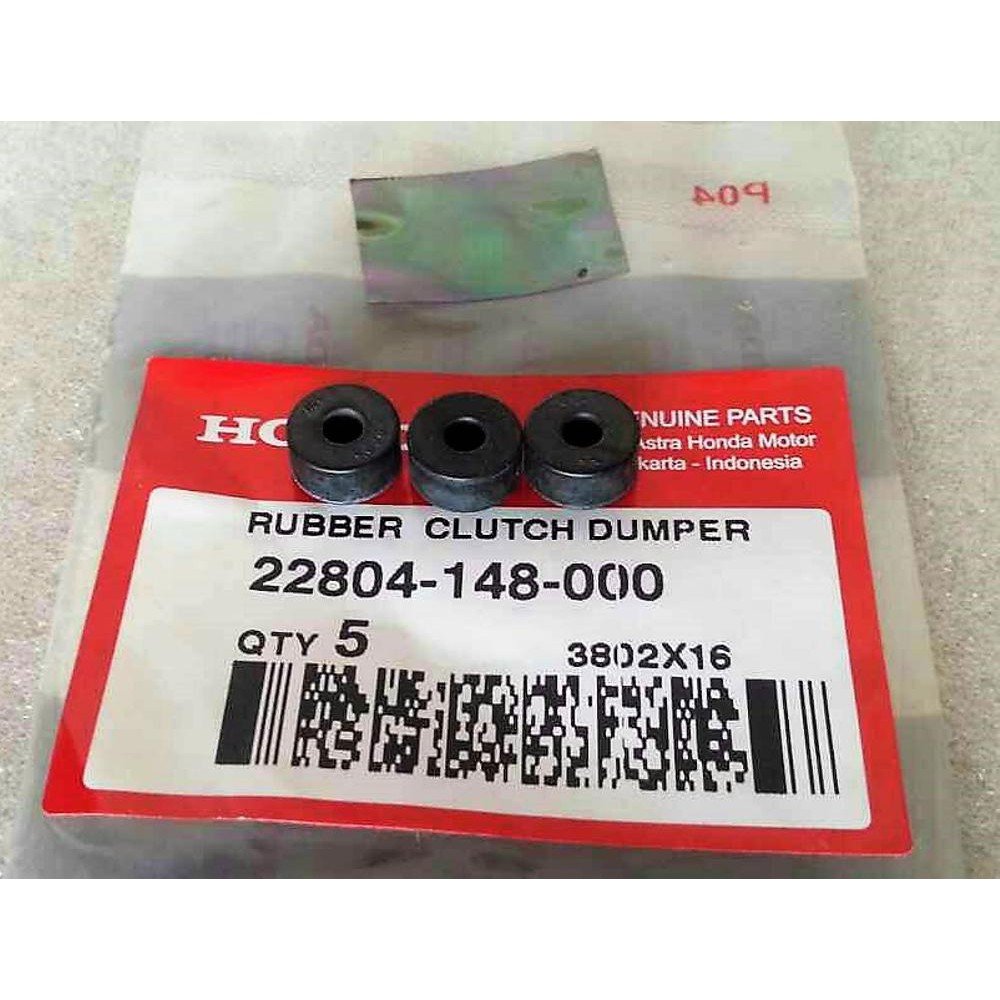 P04
HO
ENUINE PARTS
Astra Honda Motor
karta - Indonesia
RUBBER CLUTCH DUMPER
22804-148-000
QTY 5
3802X16